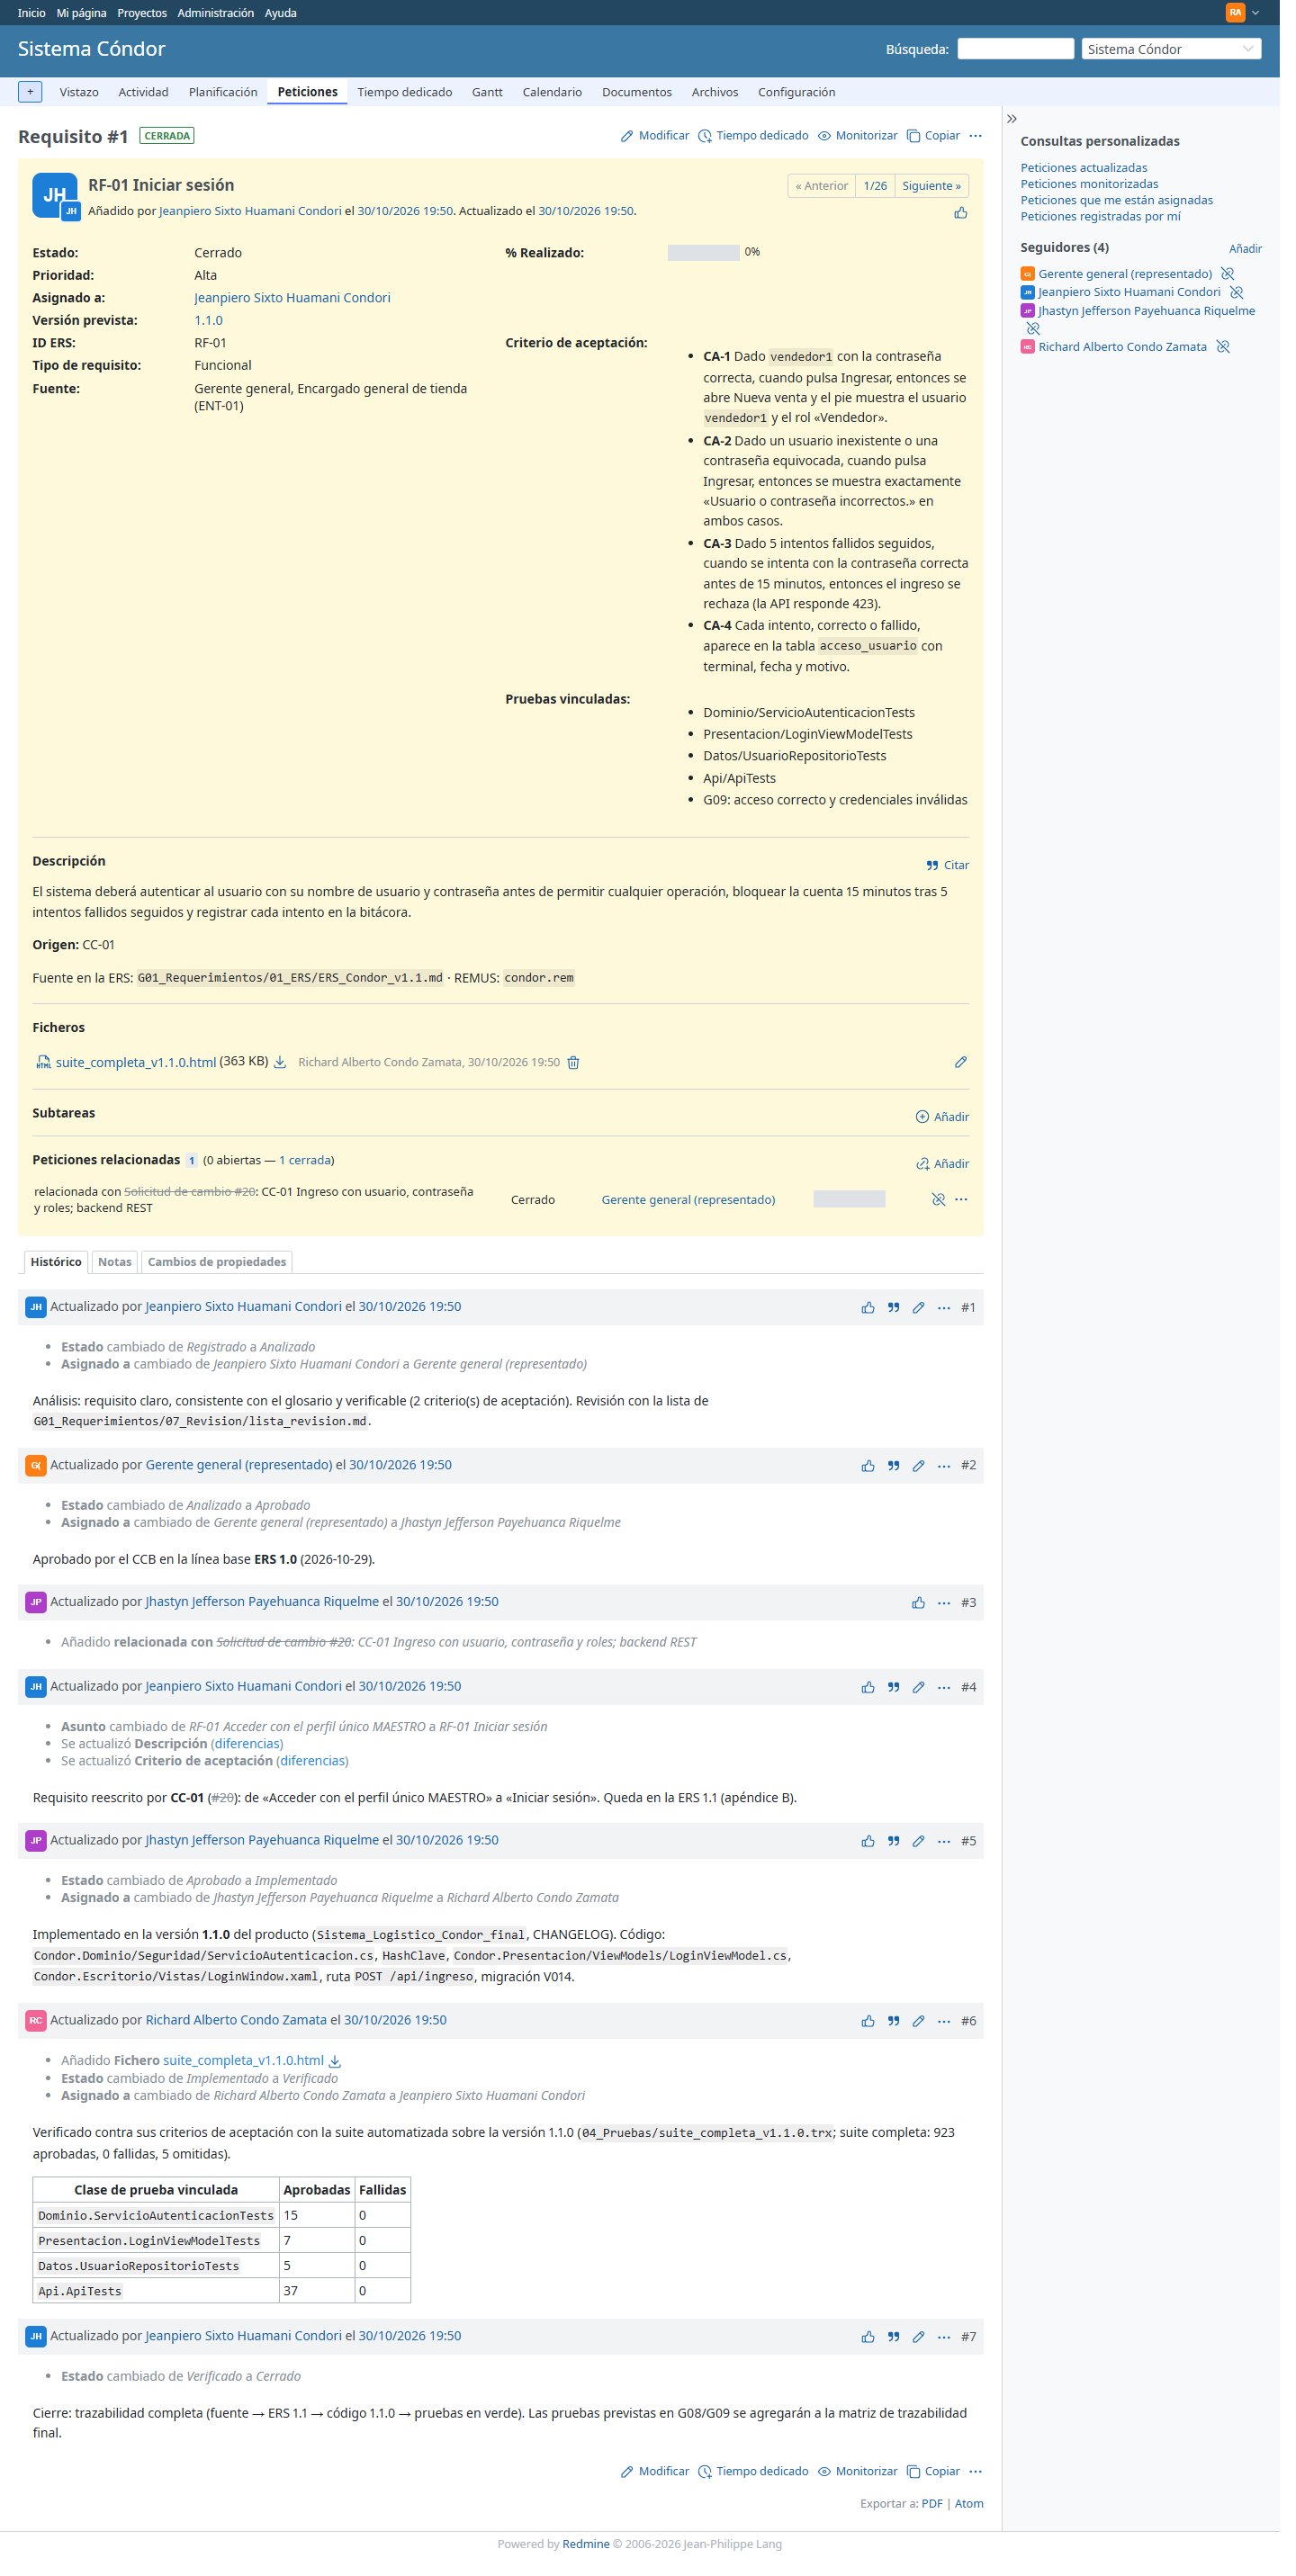 Inicio Mi página Proyectos Administración Ayuda
RA
Sistema Cóndor
Búsqueda: Sistema Cóndor
+ Vistazo Actividad Planificación Peticiones Tiempo dedicado Gantt Calendario Documentos Archivos Configuración
Requisito #1 CERRADA
Modificar Tiempo dedicado Monitorizar Copiar ...
JH
JH
RF-01 Iniciar sesión
« Anterior 1/26 Siguiente »
Añadido por Jeanpiero Sixto Huamani Condori el 30/10/2026 19:50. Actualizado el 30/10/2026 19:50.
Estado: Cerrado
% Realizado: 0%
Prioridad: Alta
Asignado a: Jeanpiero Sixto Huamani Condori
Versión prevista: 1.1.0
ID ERS: RF-01
Tipo de requisito: Funcional
Fuente: Gerente general, Encargado general de tienda
(ENT-01)
Criterio de aceptación:
• CA-1 Dado vendedor1 con la contraseña
correcta, cuando pulsa Ingresar, entonces se
abre Nueva venta y el pie muestra el usuario
vendedor1 y el rol «Vendedor».
• CA-2 Dado un usuario inexistente o una
contraseña equivocada, cuando pulsa
Ingresar, entonces se muestra exactamente
«Usuario o contraseña incorrectos.» en
ambos casos.
• CA-3 Dado 5 intentos fallidos seguidos,
cuando se intenta con la contraseña correcta
antes de 15 minutos, entonces el ingreso se
rechaza (la API responde 423).
• CA-4 Cada intento, correcto o fallido,
aparece en la tabla acceso_usuario con
terminal, fecha y motivo.
Pruebas vinculadas:
• Dominio/ServicioAutenticacionTests
• Presentacion/LoginViewModelTests
• Datos/UsuarioRepositorioTests
• Api/ApiTests
• G09: acceso correcto y credenciales inválidas
Descripción
Citar
El sistema deberá autenticar al usuario con su nombre de usuario y contraseña antes de permitir cualquier operación, bloquear la cuenta 15 minutos tras 5
intentos fallidos seguidos y registrar cada intento en la bitácora.
Origen: CC-01
Fuente en la ERS: G01_Requerimientos/01_ERS/ERS_Condor_v1.1.md · REMUS: condor.rem
Ficheros
HTML suite_completa_v1.1.0.html (363 KB) Richard Alberto Condo Zamata, 30/10/2026 19:50
Subtareas
Añadir
Peticiones relacionadas 1 (0 abiertas — 1 cerrada)
Añadir
relacionada con Solicitud de cambio #20: CC-01 Ingreso con usuario, contraseña
y roles; backend REST
Cerrado Gerente general (representado) ...
Histórico Notas Cambios de propiedades
JH Actualizado por Jeanpiero Sixto Huamani Condori el 30/10/2026 19:50 ... #1
• Estado cambiado de Registrado a Analizado
• Asignado a cambiado de Jeanpiero Sixto Huamani Condori a Gerente general (representado)
Análisis: requisito claro, consistente con el glosario y verificable (2 criterio(s) de aceptación). Revisión con la lista de
G01_Requerimientos/07_Revision/lista_revision.md.
G( Actualizado por Gerente general (representado) el 30/10/2026 19:50 ... #2
• Estado cambiado de Analizado a Aprobado
• Asignado a cambiado de Gerente general (representado) a Jhastyn Jefferson Payehuanca Riquelme
Aprobado por el CCB en la línea base ERS 1.0 (2026-10-29).
JP Actualizado por Jhastyn Jefferson Payehuanca Riquelme el 30/10/2026 19:50 ... #3
• Añadido relacionada con Solicitud de cambio #20: CC-01 Ingreso con usuario, contraseña y roles; backend REST
JH Actualizado por Jeanpiero Sixto Huamani Condori el 30/10/2026 19:50 ... #4
• Asunto cambiado de RF-01 Acceder con el perfil único MAESTRO a RF-01 Iniciar sesión
• Se actualizó Descripción (diferencias)
• Se actualizó Criterio de aceptación (diferencias)
Requisito reescrito por CC-01 (#20): de «Acceder con el perfil único MAESTRO» a «Iniciar sesión». Queda en la ERS 1.1 (apéndice B).
JP Actualizado por Jhastyn Jefferson Payehuanca Riquelme el 30/10/2026 19:50 ... #5
• Estado cambiado de Aprobado a Implementado
• Asignado a cambiado de Jhastyn Jefferson Payehuanca Riquelme a Richard Alberto Condo Zamata
Implementado en la versión 1.1.0 del producto (Sistema_Logistico_Condor_final, CHANGELOG). Código:
Condor.Dominio/Seguridad/ServicioAutenticacion.cs, HashClave, Condor.Presentacion/ViewModels/LoginViewModel.cs,
Condor.Escritorio/Vistas/LoginWindow.xaml, ruta POST /api/ingreso, migración V014.
RC Actualizado por Richard Alberto Condo Zamata el 30/10/2026 19:50 ... #6
• Añadido Fichero suite_completa_v1.1.0.html
• Estado cambiado de Implementado a Verificado
• Asignado a cambiado de Richard Alberto Condo Zamata a Jeanpiero Sixto Huamani Condori
Verificado contra sus criterios de aceptación con la suite automatizada sobre la versión 1.1.0 (04_Pruebas/suite_completa_v1.1.0.trx; suite completa: 923
aprobadas, 0 fallidas, 5 omitidas).
Clase de prueba vinculada Aprobadas Fallidas
Dominio.ServicioAutenticacionTests 15 0
Presentacion.LoginViewModelTests 7 0
Datos.UsuarioRepositorioTests 5 0
Api.ApiTests 37 0
JH Actualizado por Jeanpiero Sixto Huamani Condori el 30/10/2026 19:50 ... #7
• Estado cambiado de Verificado a Cerrado
Cierre: trazabilidad completa (fuente → ERS 1.1 → código 1.1.0 → pruebas en verde). Las pruebas previstas en G08/G09 se agregarán a la matriz de trazabilidad
final.
Modificar Tiempo dedicado Monitorizar Copiar ...
Exportar a: PDF | Atom
»
Consultas personalizadas
Peticiones actualizadas
Peticiones monitorizadas
Peticiones que me están asignadas
Peticiones registradas por mí
Seguidores (4) Añadir
G( Gerente general (representado)
JH Jeanpiero Sixto Huamani Condori
JP Jhastyn Jefferson Payehuanca Riquelme
RC Richard Alberto Condo Zamata
Powered by Redmine © 2006-2026 Jean-Philippe Lang